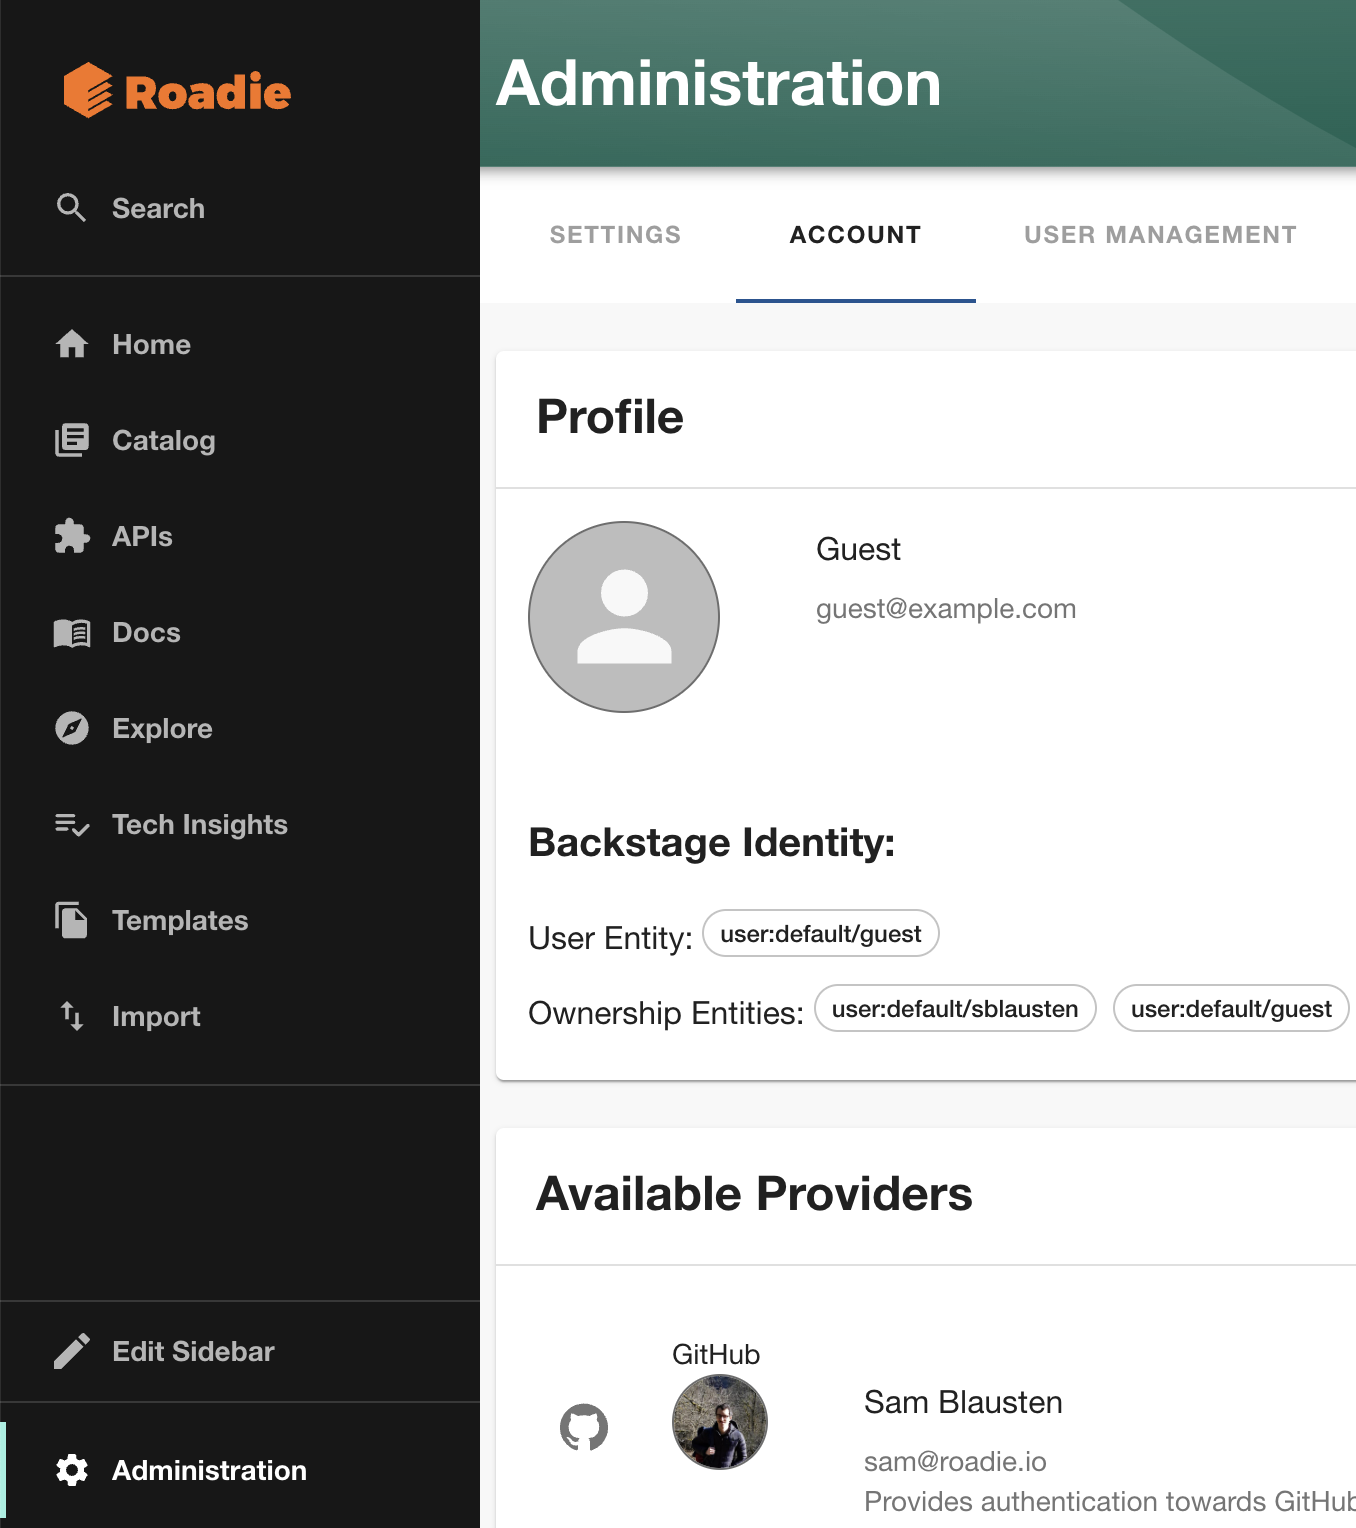 Roadie
Search
Home
Catalog
APIs
Docs
Explore
Tech Insights
Templates
Import
Edit Sidebar
Administration
Administration
SETTINGS ACCOUNT USER MANAGEMENT
Profile
Guest
guest@example.com
Backstage Identity:
User Entity: user:default/guest
Ownership Entities: user:default/sblausten user:default/guest
Available Providers
GitHub
Sam Blausten
sam@roadie.io
Provides authentication towards GitHub